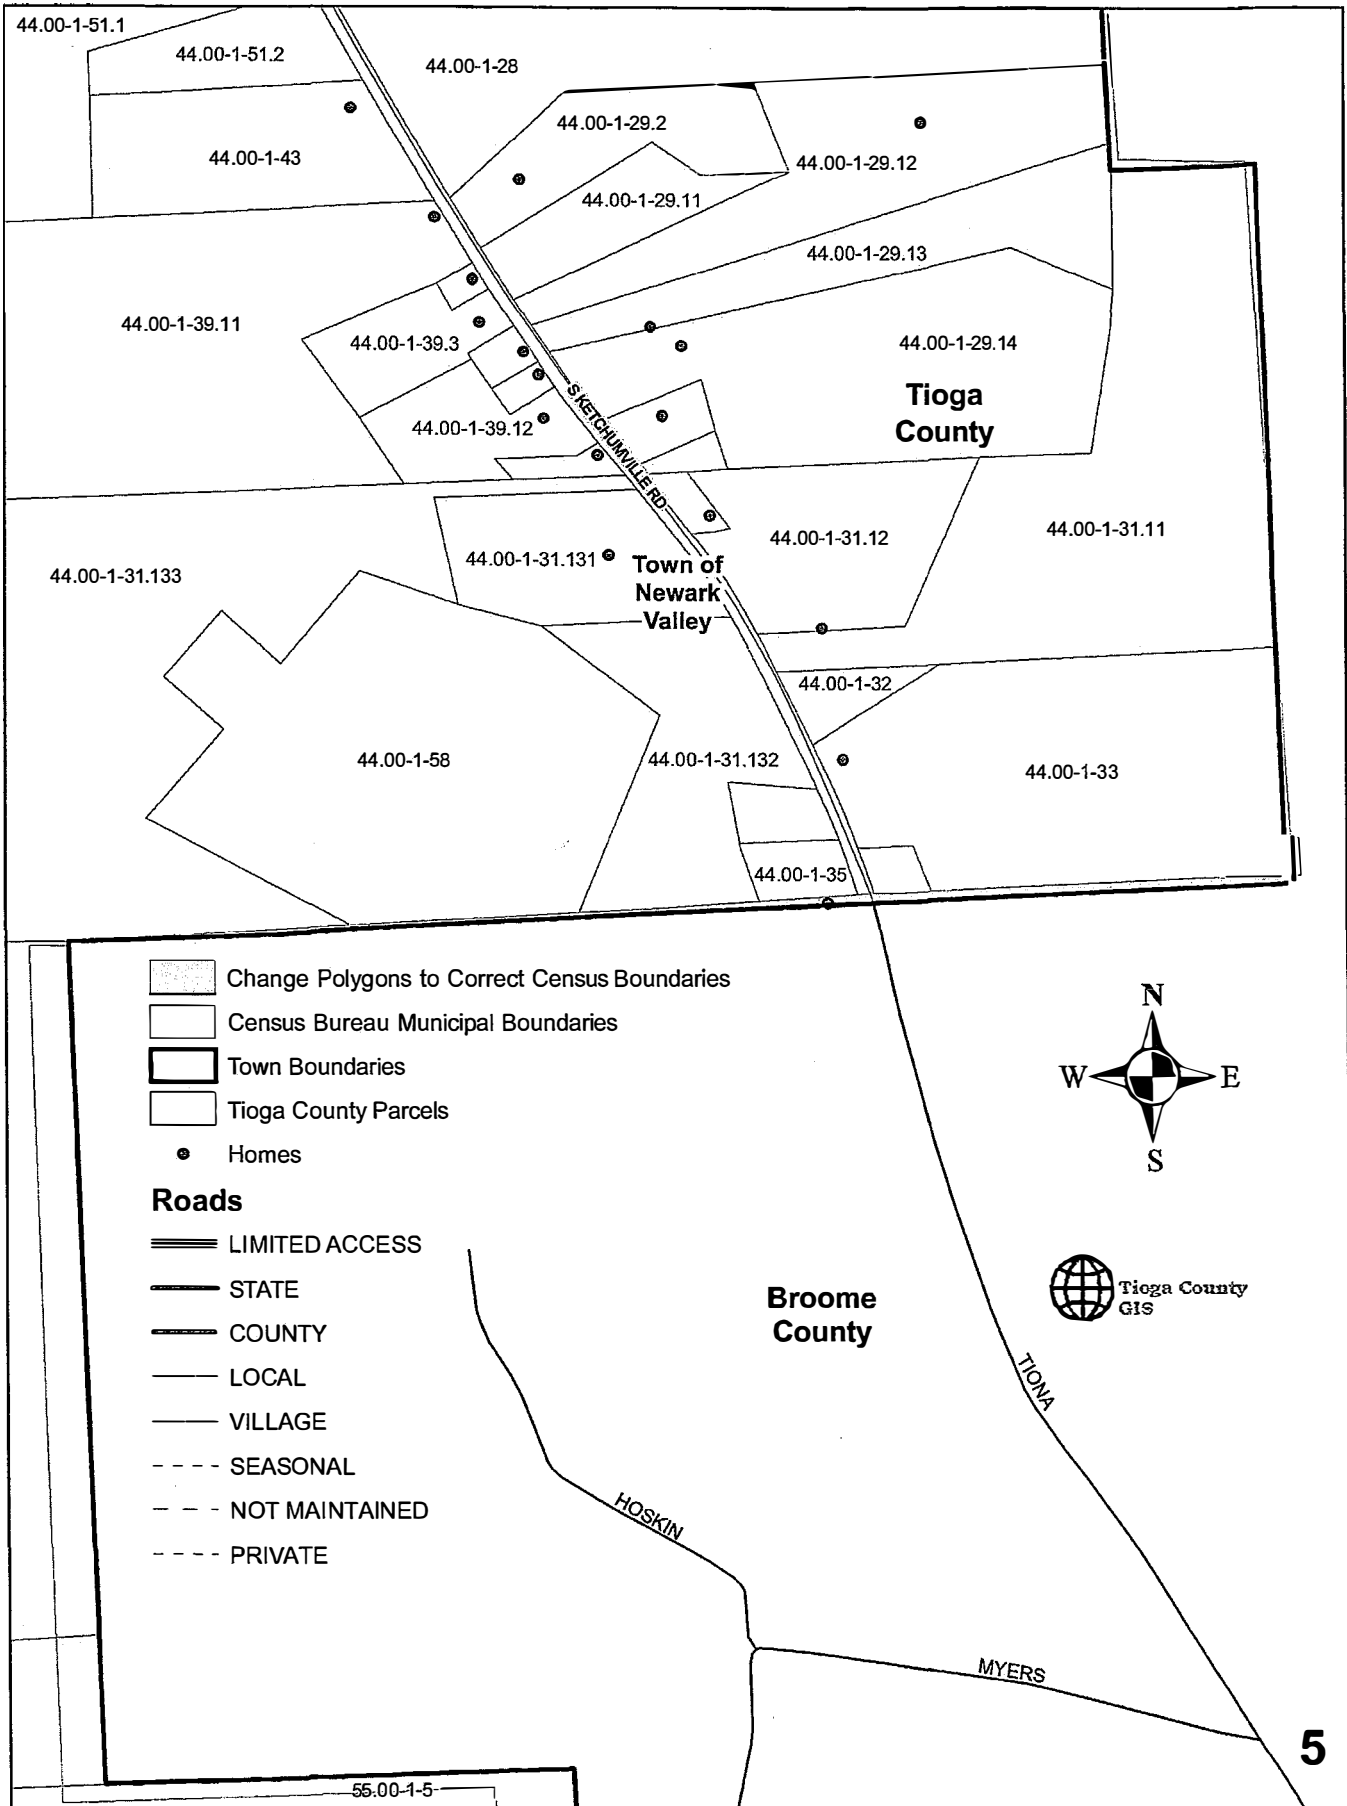 44.00-1-51.1
44.00-1-51.2
44.00-1-28
44.00-1-29.2
44.00-1-43
44.00-1-29.12
44.00-1-29.11
44.00-1-29.13
44.00-1-39.11
44.00-1-39.3
44.00-1-29.14
Tioga
County
S KETCHUMVILLE RD
44.00-1-39.12
44.00-1-31.11
44.00-1-31.12
44.00-1-31.131
44.00-1-31.133
Town of
Newark
Valley
44.00-1-32
44.00-1-58
44.00-1-31.132
44.00-1-33
44.00-1-35
Change Polygons to Correct Census Boundaries
Census Bureau Municipal Boundaries
Town Boundaries
Tioga County Parcels
Homes
Roads
LIMITED ACCESS
STATE
COUNTY
LOCAL
VILLAGE
SEASONAL
NOT MAINTAINED
PRIVATE
N
W
E
S
Tioga County
GIS
Broome
County
TIONA
HOSKIN
MYERS
5
55.00-1-5